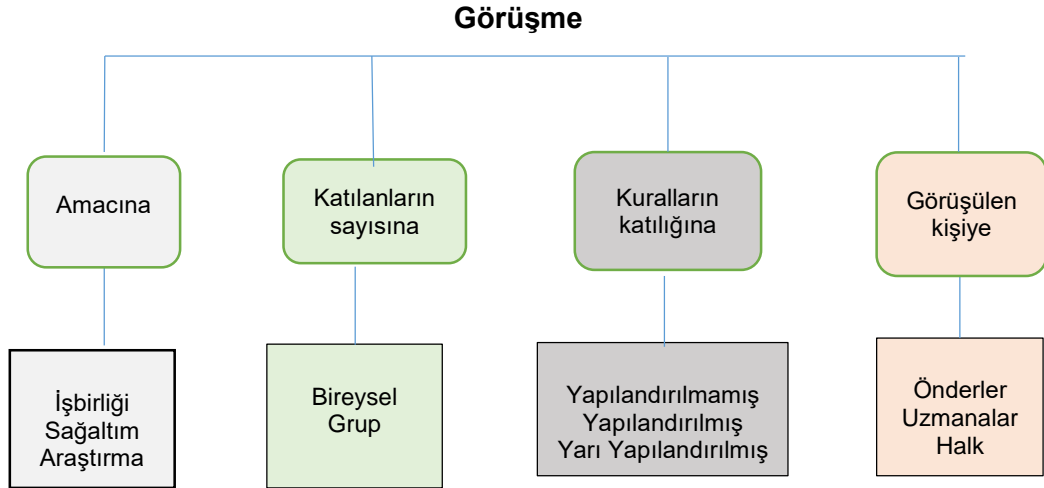 Görüşme
Amacına
Katılanların
sayısına
Kuralların
katılığına
Görüşülen
kişiye
İşbirliği
Sağaltım
Araştırma
Bireysel
Grup
Yapılandırılmamış
Yapılandırılmış
Yarı Yapılandırılmış
Önderler
Uzmanalar
Halk